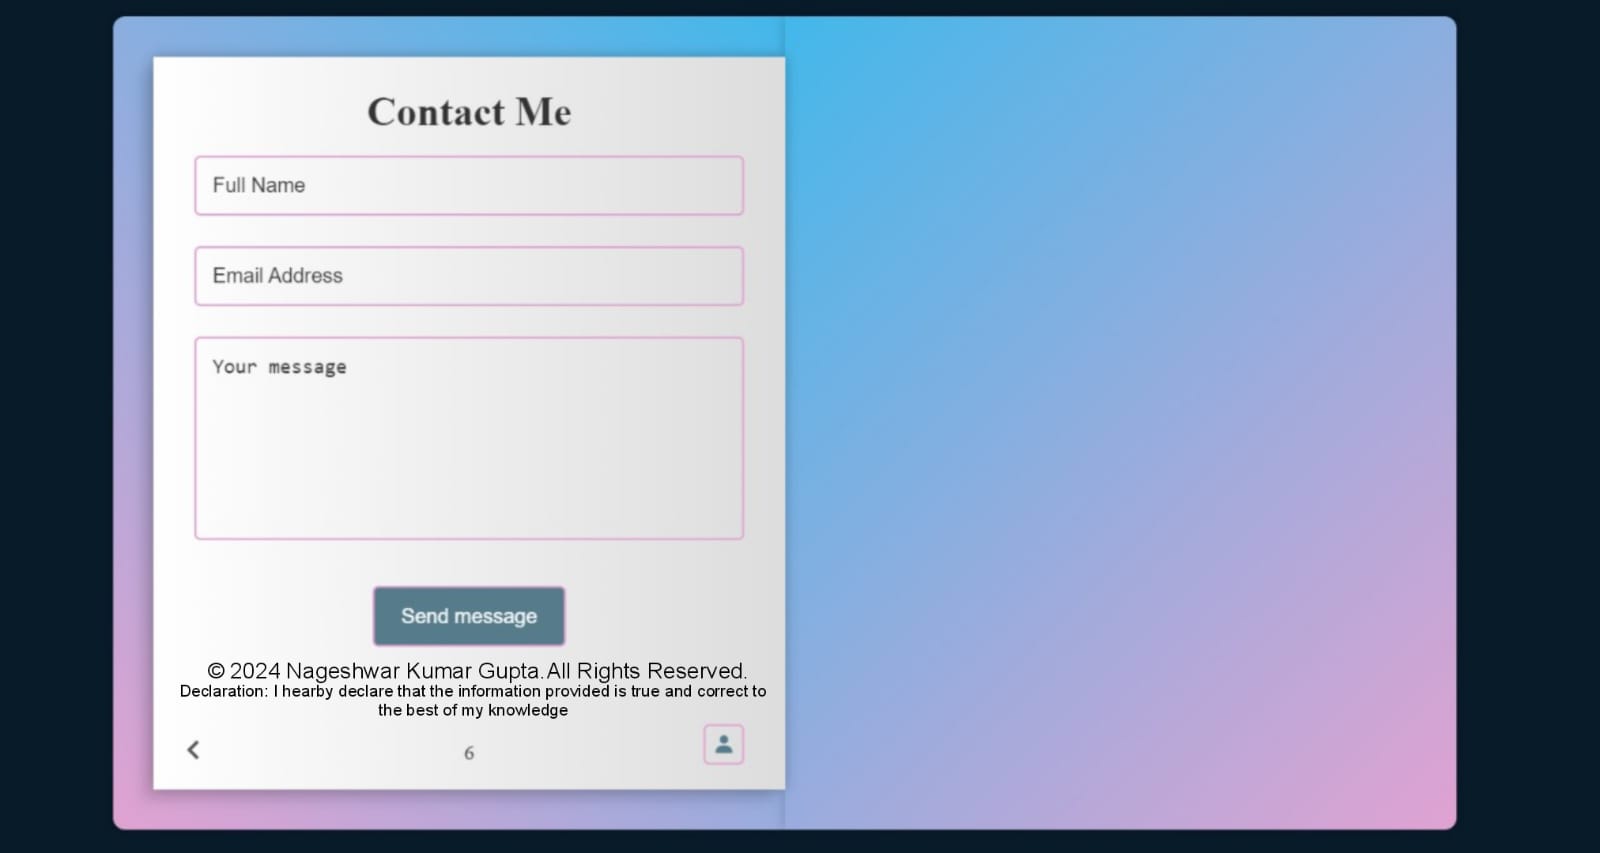 Contact Me
Full Name
Email Address
Your message
Send message
© 2024 Nageshwar Kumar Gupta. All Rights Reserved.
Declaration: I hearby declare that the information provided is true and correct to
the best of my knowledge
6